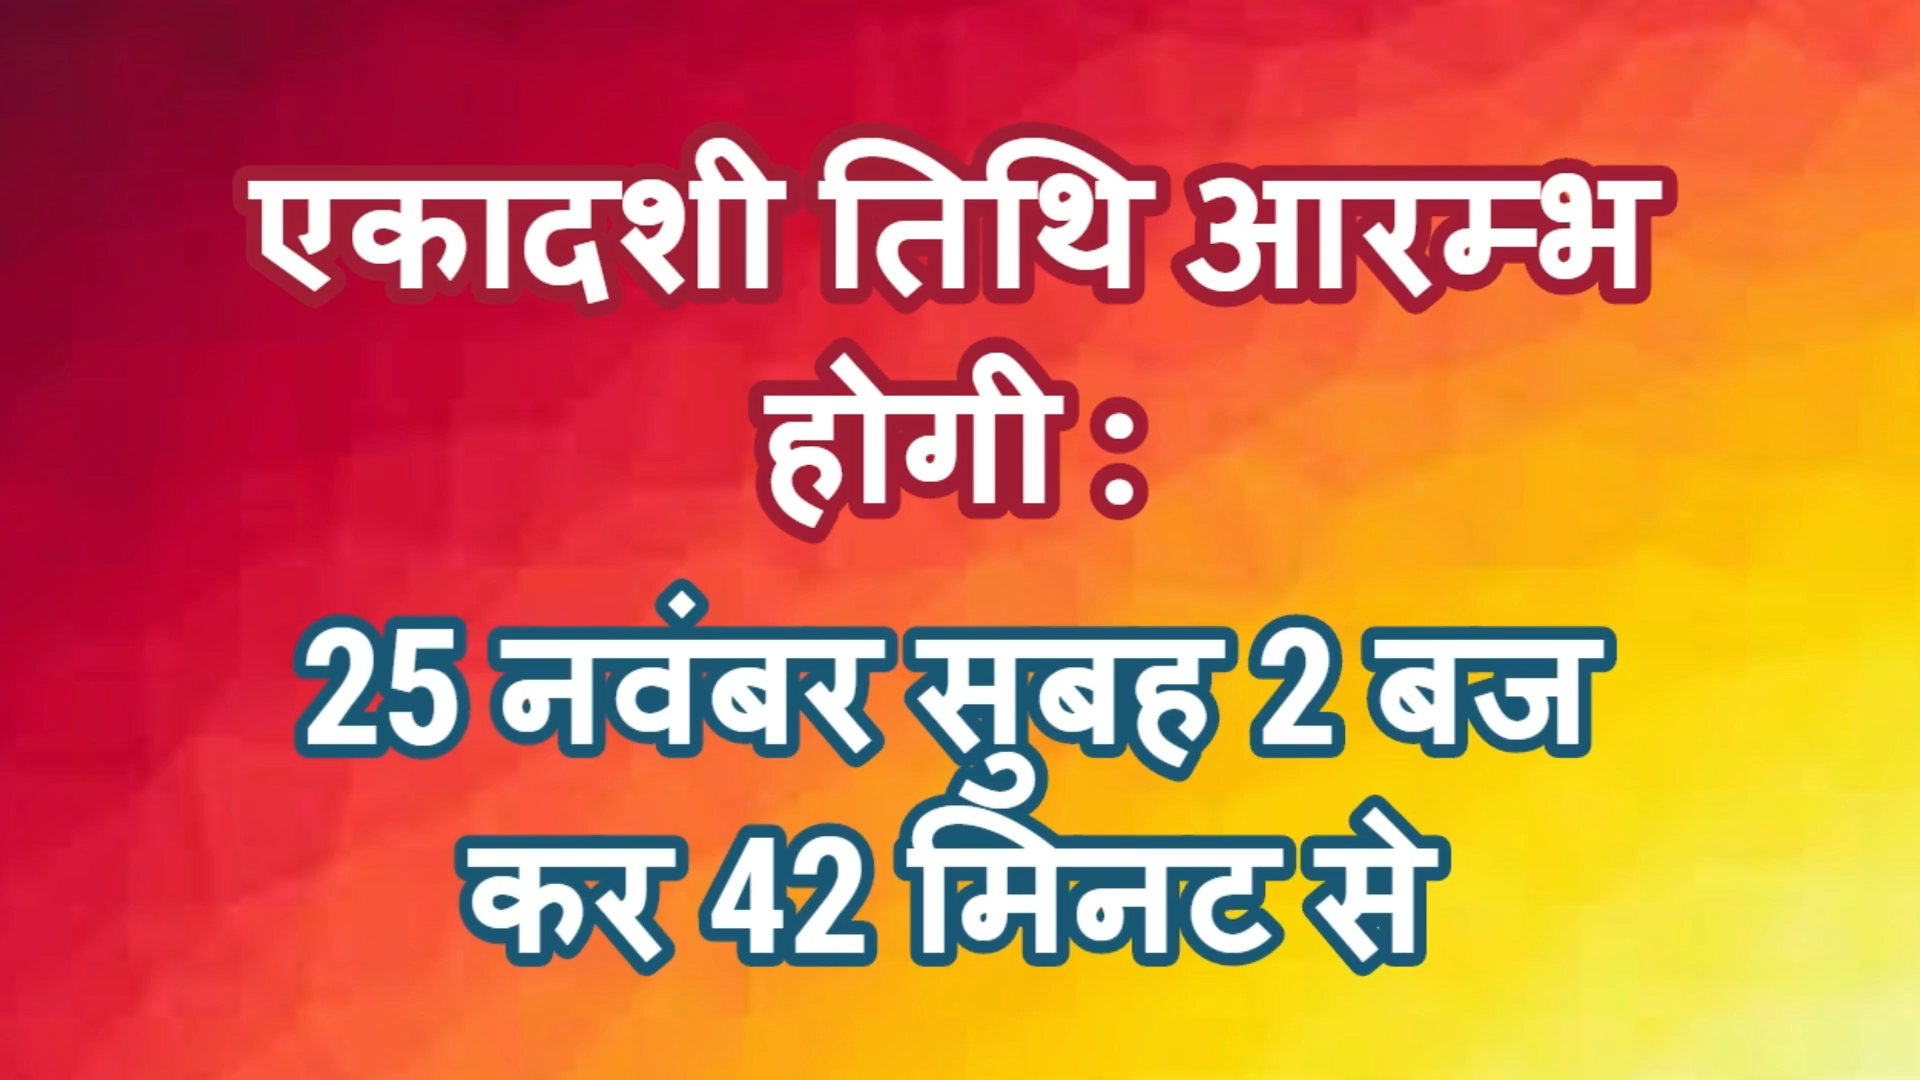 एकादशी तिथि आरम्भ
होगी :
25 नवंबर सुबह 2 बज
कर 42 मिनट से